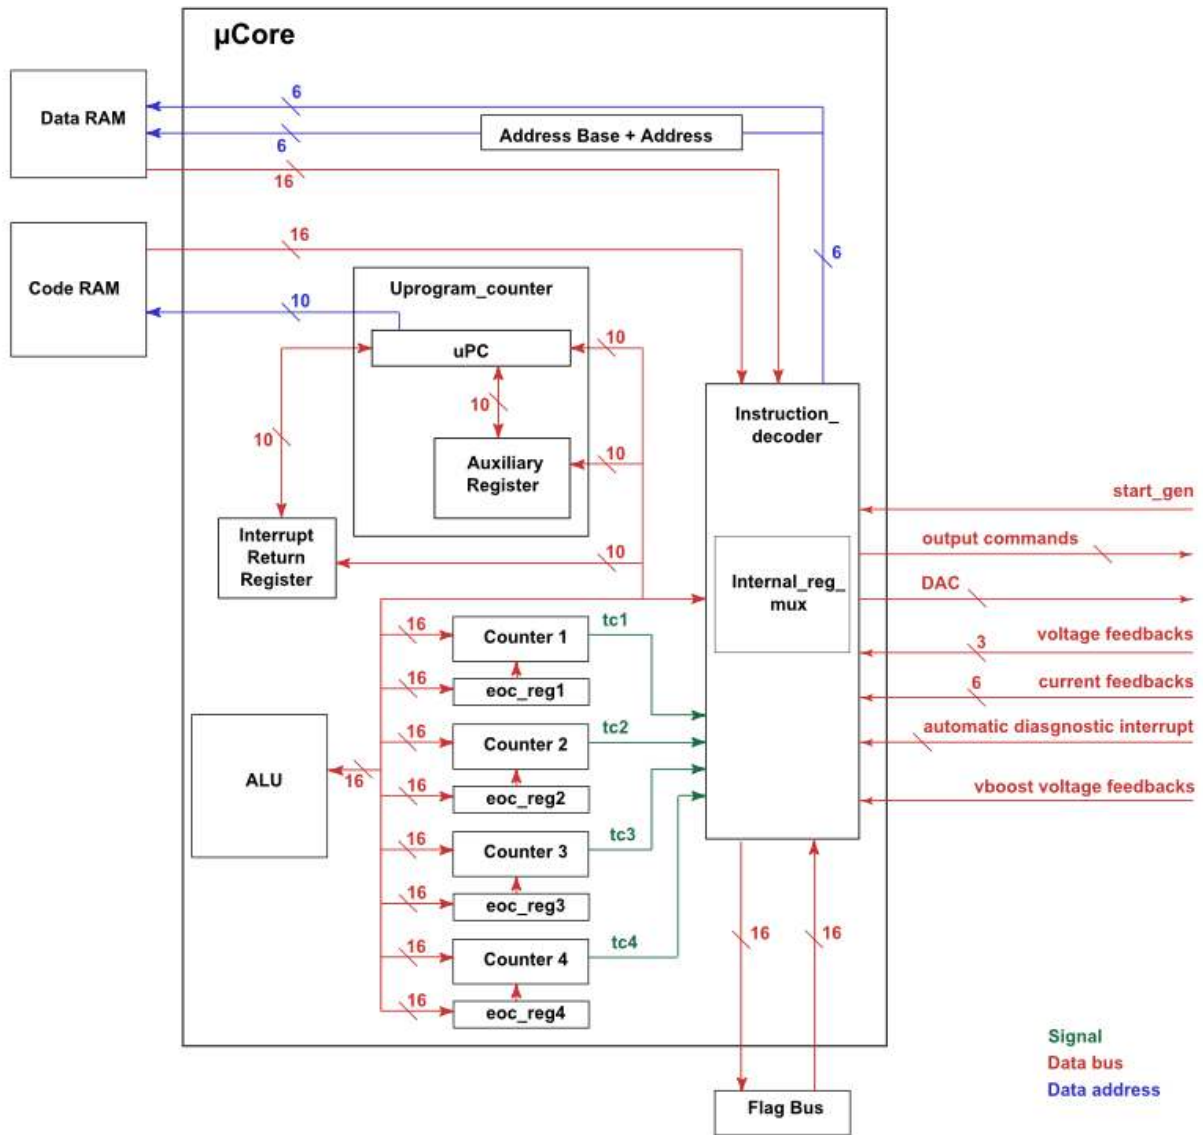 µCore
Data RAM
6
Address Base + Address
6
16
Code RAM
16
6
Uprogram_counter
10
uPC
10
10
10
Auxiliary
Register
10
Instruction_
decoder
Interrupt
Return
Register
10
Internal_reg_
mux
start_gen
output commands
DAC
3
voltage feedbacks
6
current feedbacks
automatic diasgnostic interrupt
vboost voltage feedbacks
16
Counter 1
tc1
16
eoc_reg1
16
Counter 2
tc2
ALU
16
16
eoc_reg2
16
Counter 3
tc3
16
eoc_reg3
16
Counter 4
tc4
16
eoc_reg4
16
16
Flag Bus
Signal
Data bus
Data address